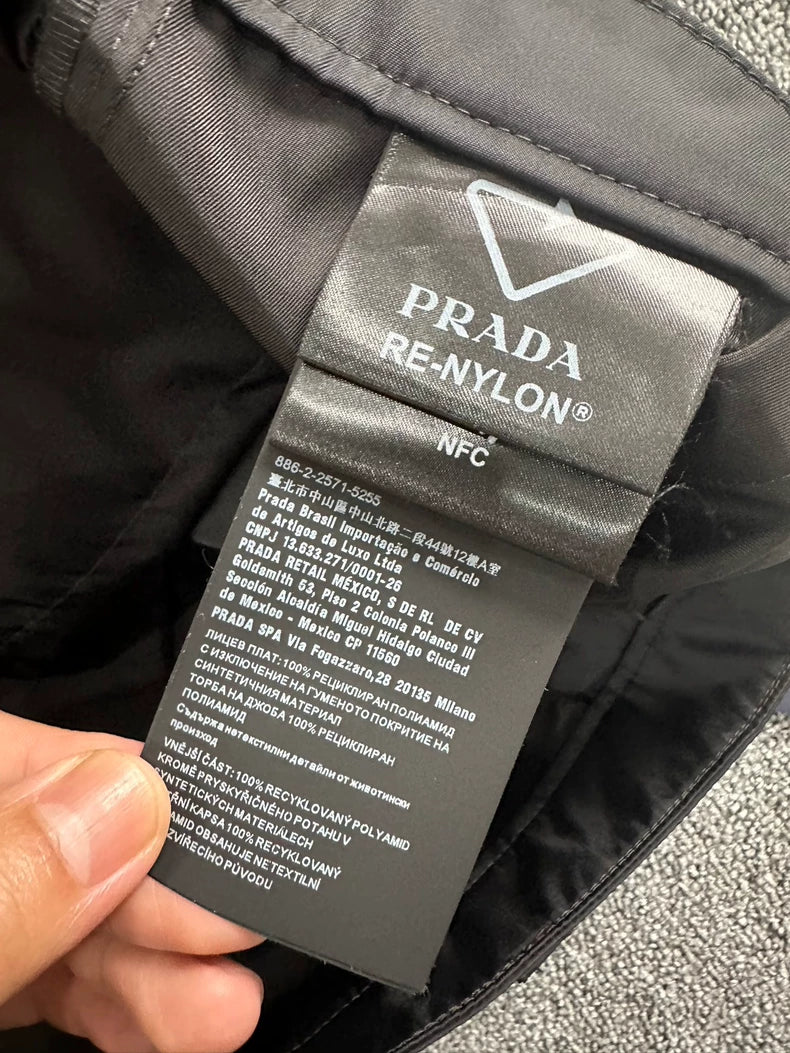 PRADA
RE-NYLON®
NFC
886-2-2571-5255
臺北市中山區中山北路二段44號12樓A室
Prada Brasil Importação e Comércio
de Artigos de Luxo Ltda
CNPJ 13.633.271/0001-26
PRADA RETAIL MÉXICO, S DE RL DE CV
Goldsmith 53, Piso 2 Colonia Polanco III
Sección Alcaldía Miguel Hidalgo Ciudad
de México - México CP 11560
PRADA SPA Via Fogazzaro,28 20135 Milano
ЛИЦЕВ ПЛАТ: 100% РЕЦИКЛИРАН ПОЛИАМИД
С ИЗКЛЮЧЕНИЕ НА ГУМЕНОТО ПОКРИТИЕ НА
СИНТЕТИЧНИЯ МАТЕРИАЛ
ТОРБА НА ДЖОБА 100% РЕЦИКЛИРАН
ПОЛИАМИД
Съдържа нетекстилни детайли от животински
произход
VNĚJŠÍ ČÁST: 100% RECYKLOVANÝ POLYAMID
KROMĚ PRYSKYŘIČNÉHO POTAHU V
SYNTETICKÝCH MATERIÁLECH
KAPSA 100% RECYKLOVANÝ
OBSAHUJE NETEXTILNÍ
ZVÍŘECÍHO PŮVODU